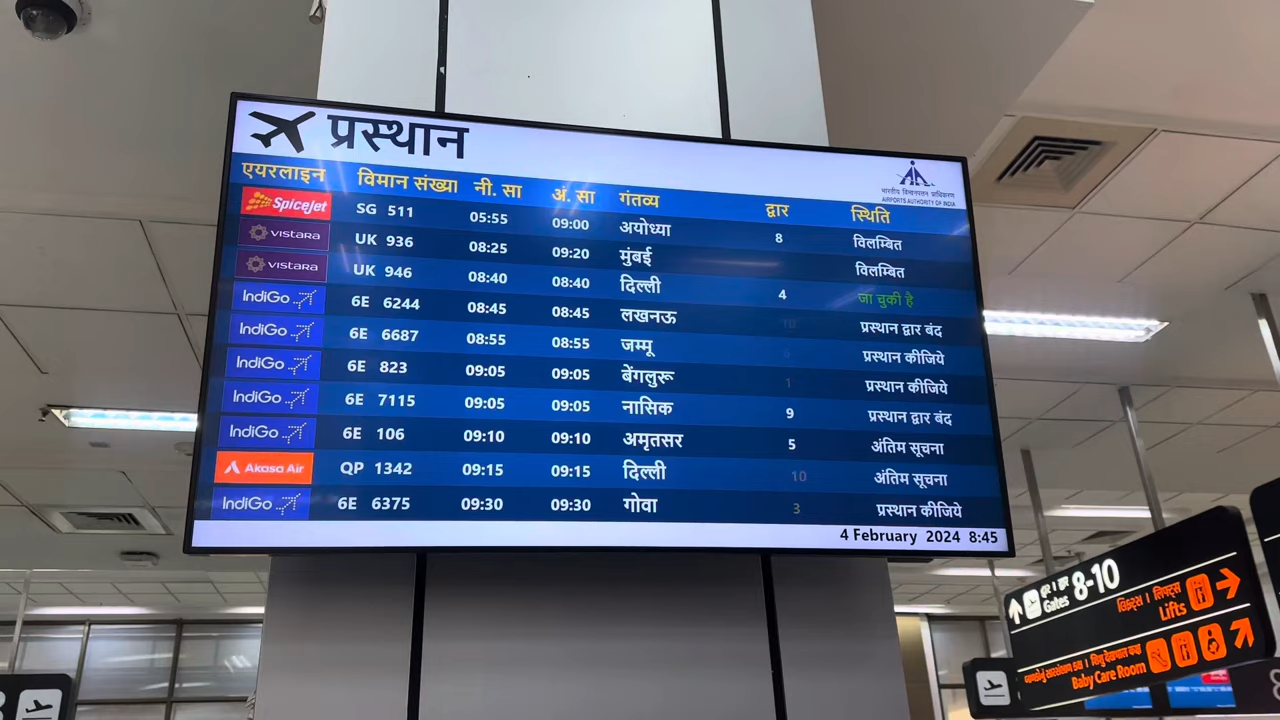 प्रस्थान
भारतीय विमानपत्तन प्राधिकरण
AIRPORTS AUTHORITY OF INDIA
एयरलाइन विमान संख्या नी. सा अं. सा गंतव्य द्वार स्थिति
SpiceJet SG 511 05:55 09:00 अयोध्या 8 विलम्बित
VISTARA UK 936 08:25 09:20 मुंबई विलम्बित
VISTARA UK 946 08:40 08:40 दिल्ली 4 जा चुकी है
IndiGo 6E 6244 08:45 08:45 लखनऊ 10 प्रस्थान द्वार बंद
IndiGo 6E 6687 08:55 08:55 जम्मू प्रस्थान कीजिये
IndiGo 6E 823 09:05 09:05 बेंगलुरू 1 प्रस्थान कीजिये
IndiGo 6E 7115 09:05 09:05 नासिक 9 प्रस्थान द्वार बंद
IndiGo 6E 106 09:10 09:10 अमृतसर 5 अंतिम सूचना
Akasa Air QP 1342 09:15 09:15 दिल्ली 10 अंतिम सूचना
IndiGo 6E 6375 09:30 09:30 गोवा 3 प्रस्थान कीजिये
4 February 2024 8:45
Gates 8-10
लिफ्ट्स
Lifts
Baby Care Room